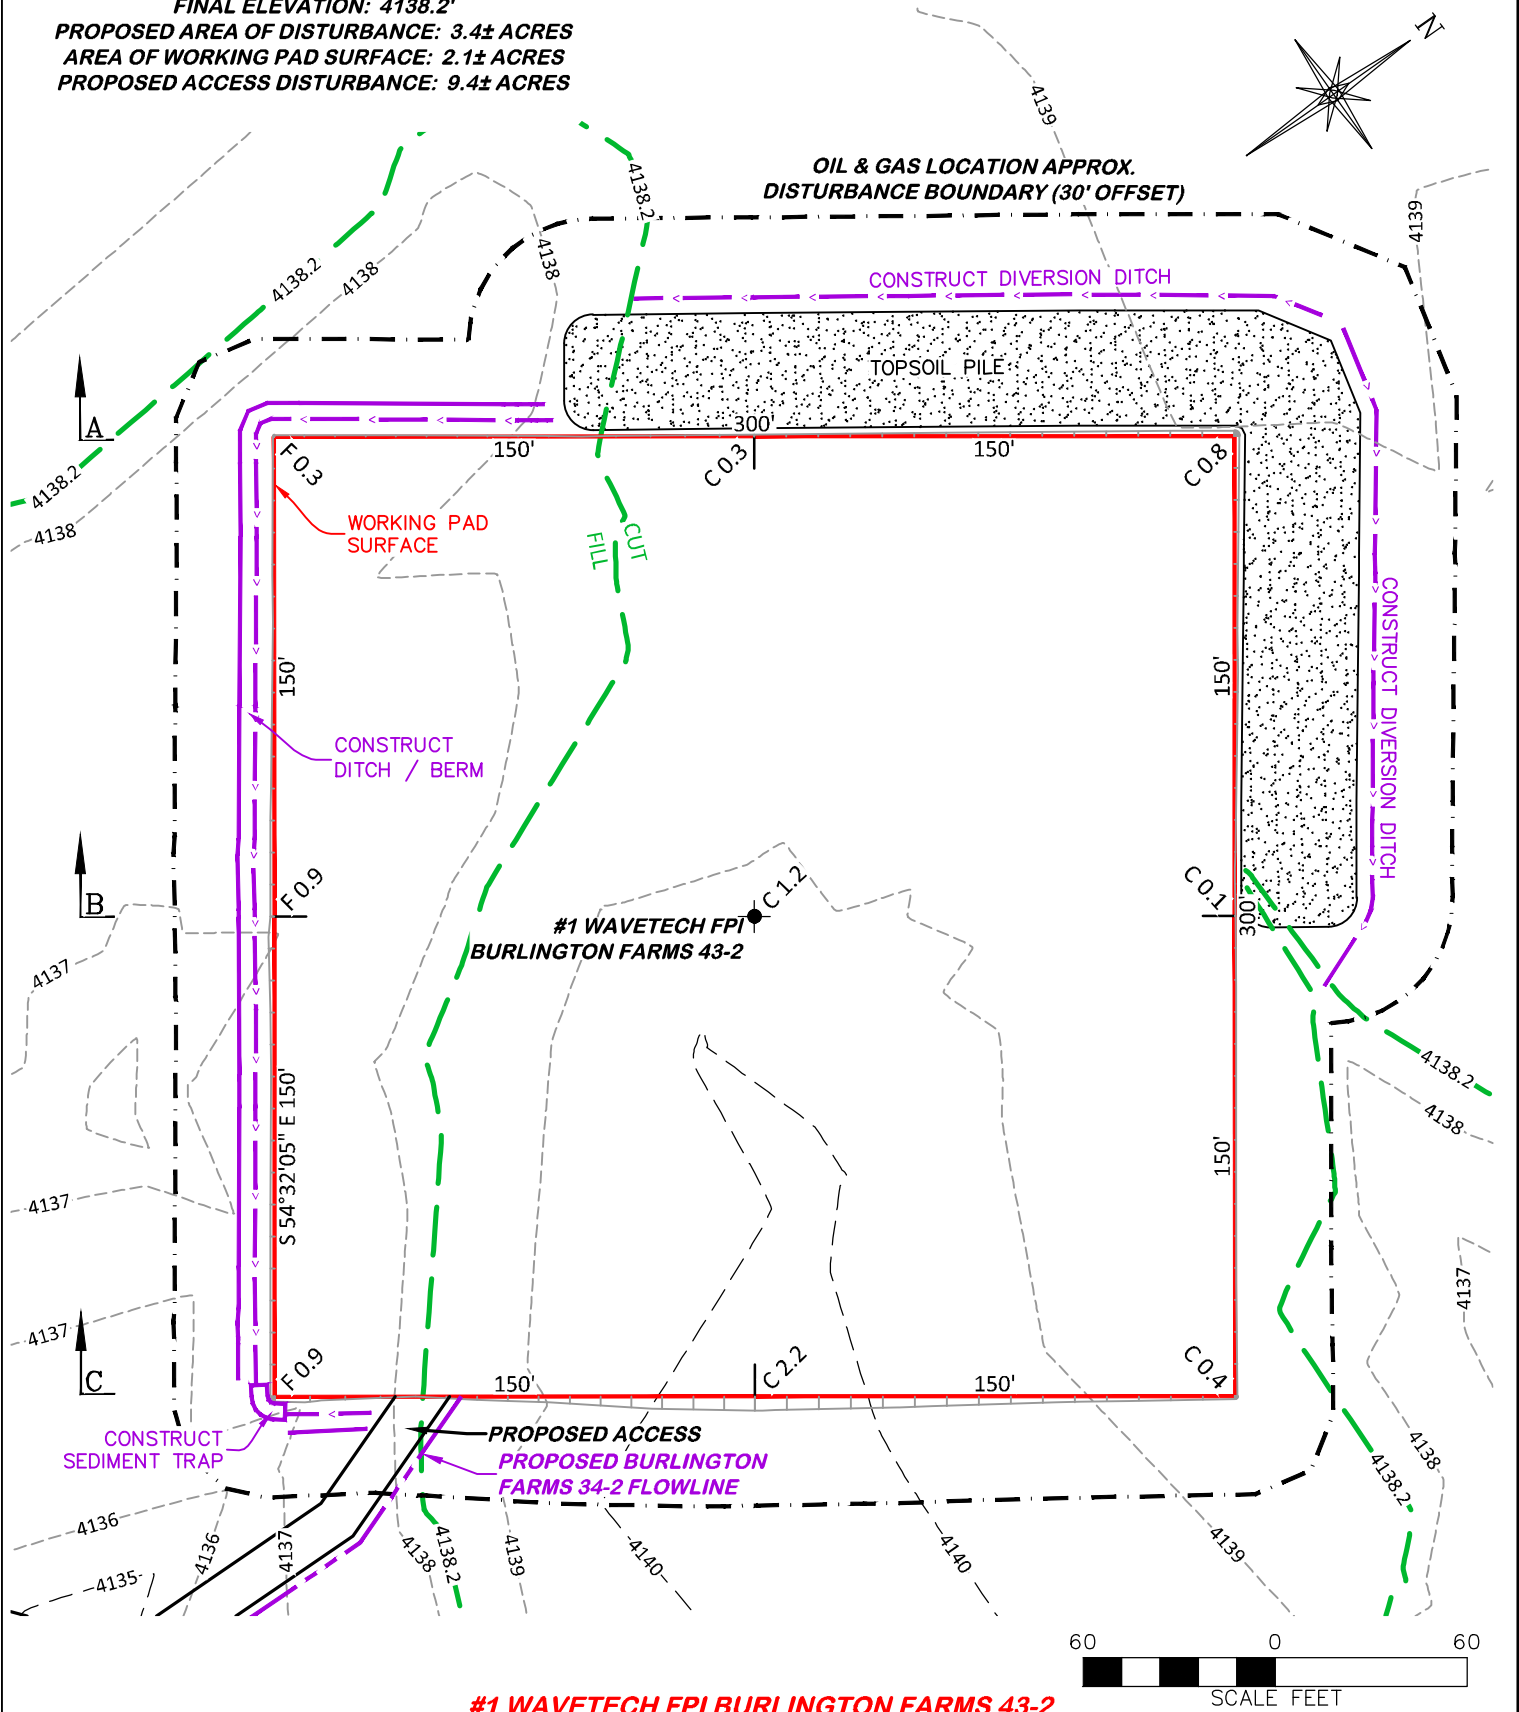 FINAL ELEVATION: 4138.2'
PROPOSED AREA OF DISTURBANCE: 3.4± ACRES
AREA OF WORKING PAD SURFACE: 2.1± ACRES
PROPOSED ACCESS DISTURBANCE: 9.4± ACRES
N
4139
OIL & GAS LOCATION APPROX.
DISTURBANCE BOUNDARY (30' OFFSET)
4138.2
4139
4138
4138.2
4138
CONSTRUCT DIVERSION DITCH
TOPSOIL PILE
A
300'
F 0.3
150'
C 0.3
150'
C 0.8
4138.2
4138
WORKING PAD
SURFACE
CUT
FILL
150'
150'
CONSTRUCT DIVERSION DITCH
CONSTRUCT
DITCH / BERM
B
F 0.9
C 1.2
C 0.1
300'
#1 WAVETECH FPI
BURLINGTON FARMS 43-2
4137
4138.2
4138
S 54°32'05" E 150'
150'
4137
4137
4137
C
F 0.9
150'
C 2.2
150'
C 0.4
CONSTRUCT
SEDIMENT TRAP
PROPOSED ACCESS
PROPOSED BURLINGTON
FARMS 34-2 FLOWLINE
4138
4138.2
4136
4136
4137
4138
4138.2
4139
4140
4140
4139
4135
60 0 60
SCALE FEET
#1 WAVETECH FPI BURLINGTON FARMS 43-2